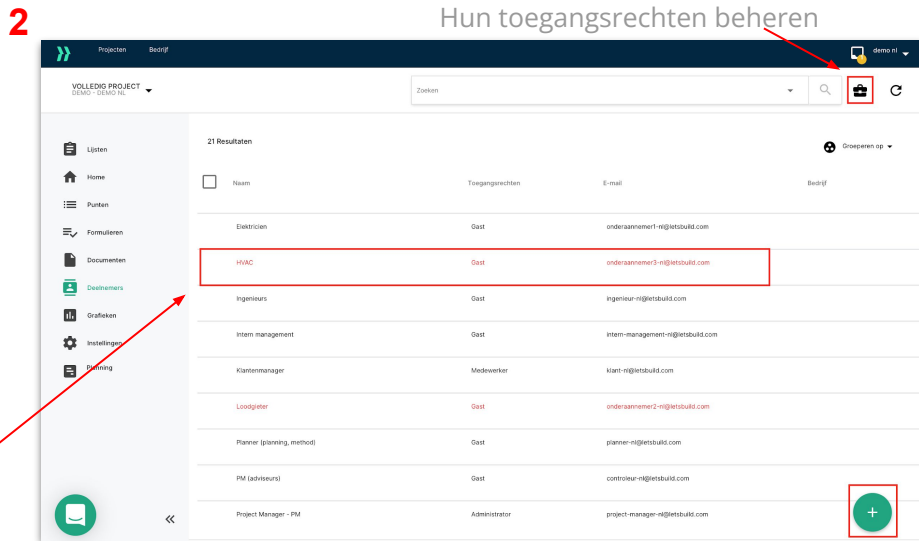 2
Hun toegangsrechten beheren
Projecten Bedrijf demo nl
VOLLEDIG PROJECT
DEMO - DEMO NL
Zoeken
21 Resultaten Groeperen op
Lijsten
Home
Punten
Formulieren
Documenten
Deelnemers
Grafieken
Instellingen
Planning
Naam Toegangsrechten E-mail Bedrijf
Elektricien Gast onderaannemer1-nl@letsbuild.com
HVAC Gast onderaannemer3-nl@letsbuild.com
Ingenieurs Gast ingenieur-nl@letsbuild.com
Intern management Gast intern-management-nl@letsbuild.com
Klantenmanager Medewerker klant-nl@letsbuild.com
Loodgieter Gast onderaannemer2-nl@letsbuild.com
Planner (planning, method) Gast planner-nl@letsbuild.com
PM (adviseurs) Gast controleur-nl@letsbuild.com
Project Manager - PM Administrator project-manager-nl@letsbuild.com